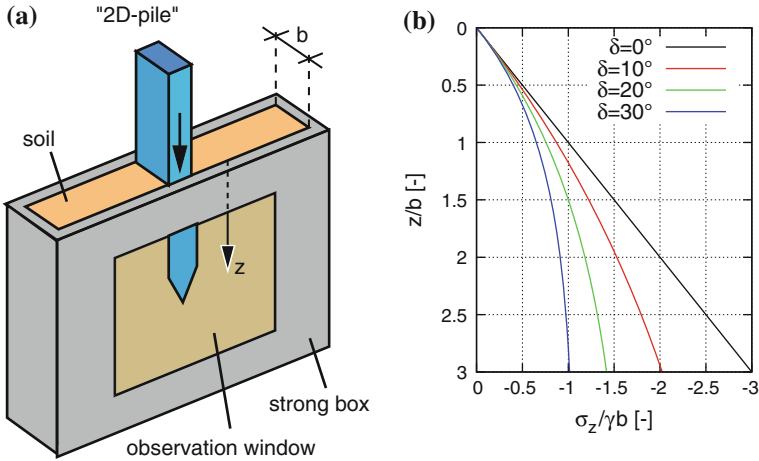 (a)
"2D-pile"
b
soil
z
strong box
observation window
(b)
δ=0°
δ=10°
δ=20°
δ=30°
z/b [-]
0
0.5
1
1.5
2
2.5
3
0 -0.5 -1 -1.5 -2 -2.5 -3
σz/γb [-]